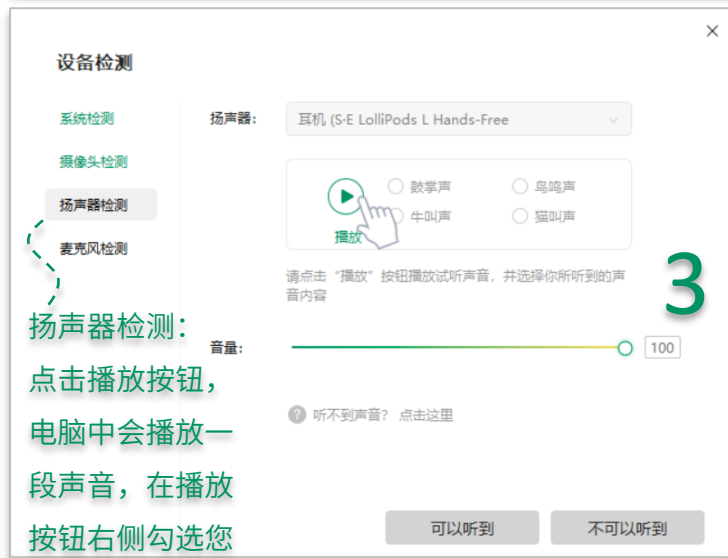 ×
设备检测
系统检测
摄像头检测
扬声器检测
麦克风检测
扬声器:
耳机 (S·E LolliPods L Hands-Free
播放
鼓掌声
鸟鸣声
牛叫声
猫叫声
请点击“播放”按钮播放试听声音，并选择你所听到的声
音内容
音量:
100
? 听不到声音? 点击这里
可以听到
不可以听到
3
扬声器检测：
点击播放按钮，
电脑中会播放一
段声音，在播放
按钮右侧勾选您